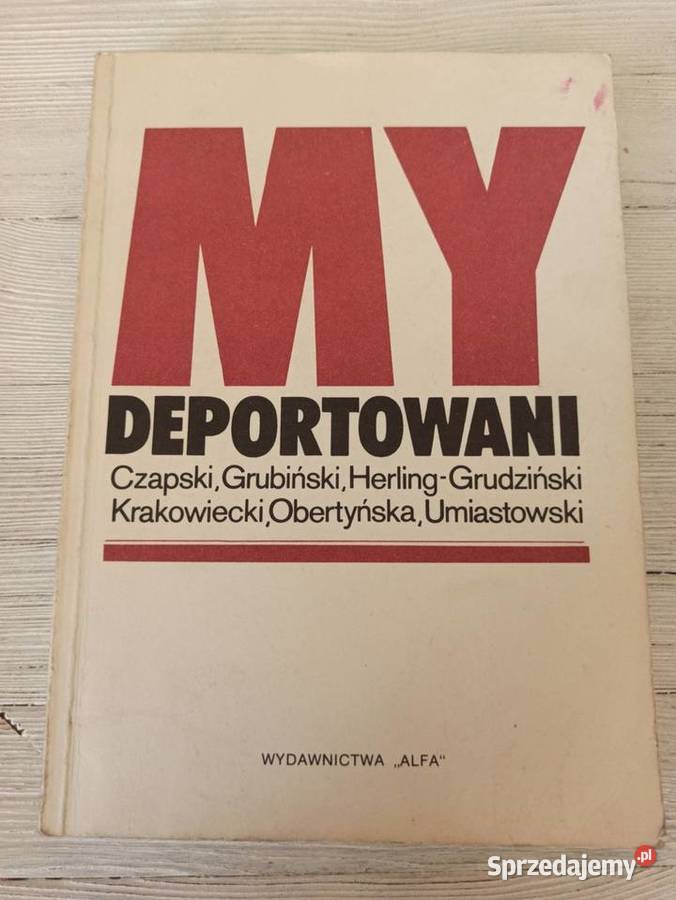 MY
DEPORTOWANI
Czapski, Grubiński, Herling-Grudziński
Krakowiecki, Obertyńska, Umiastowski
WYDAWNICTWA „ALFA"
Sprzedajemy.pl